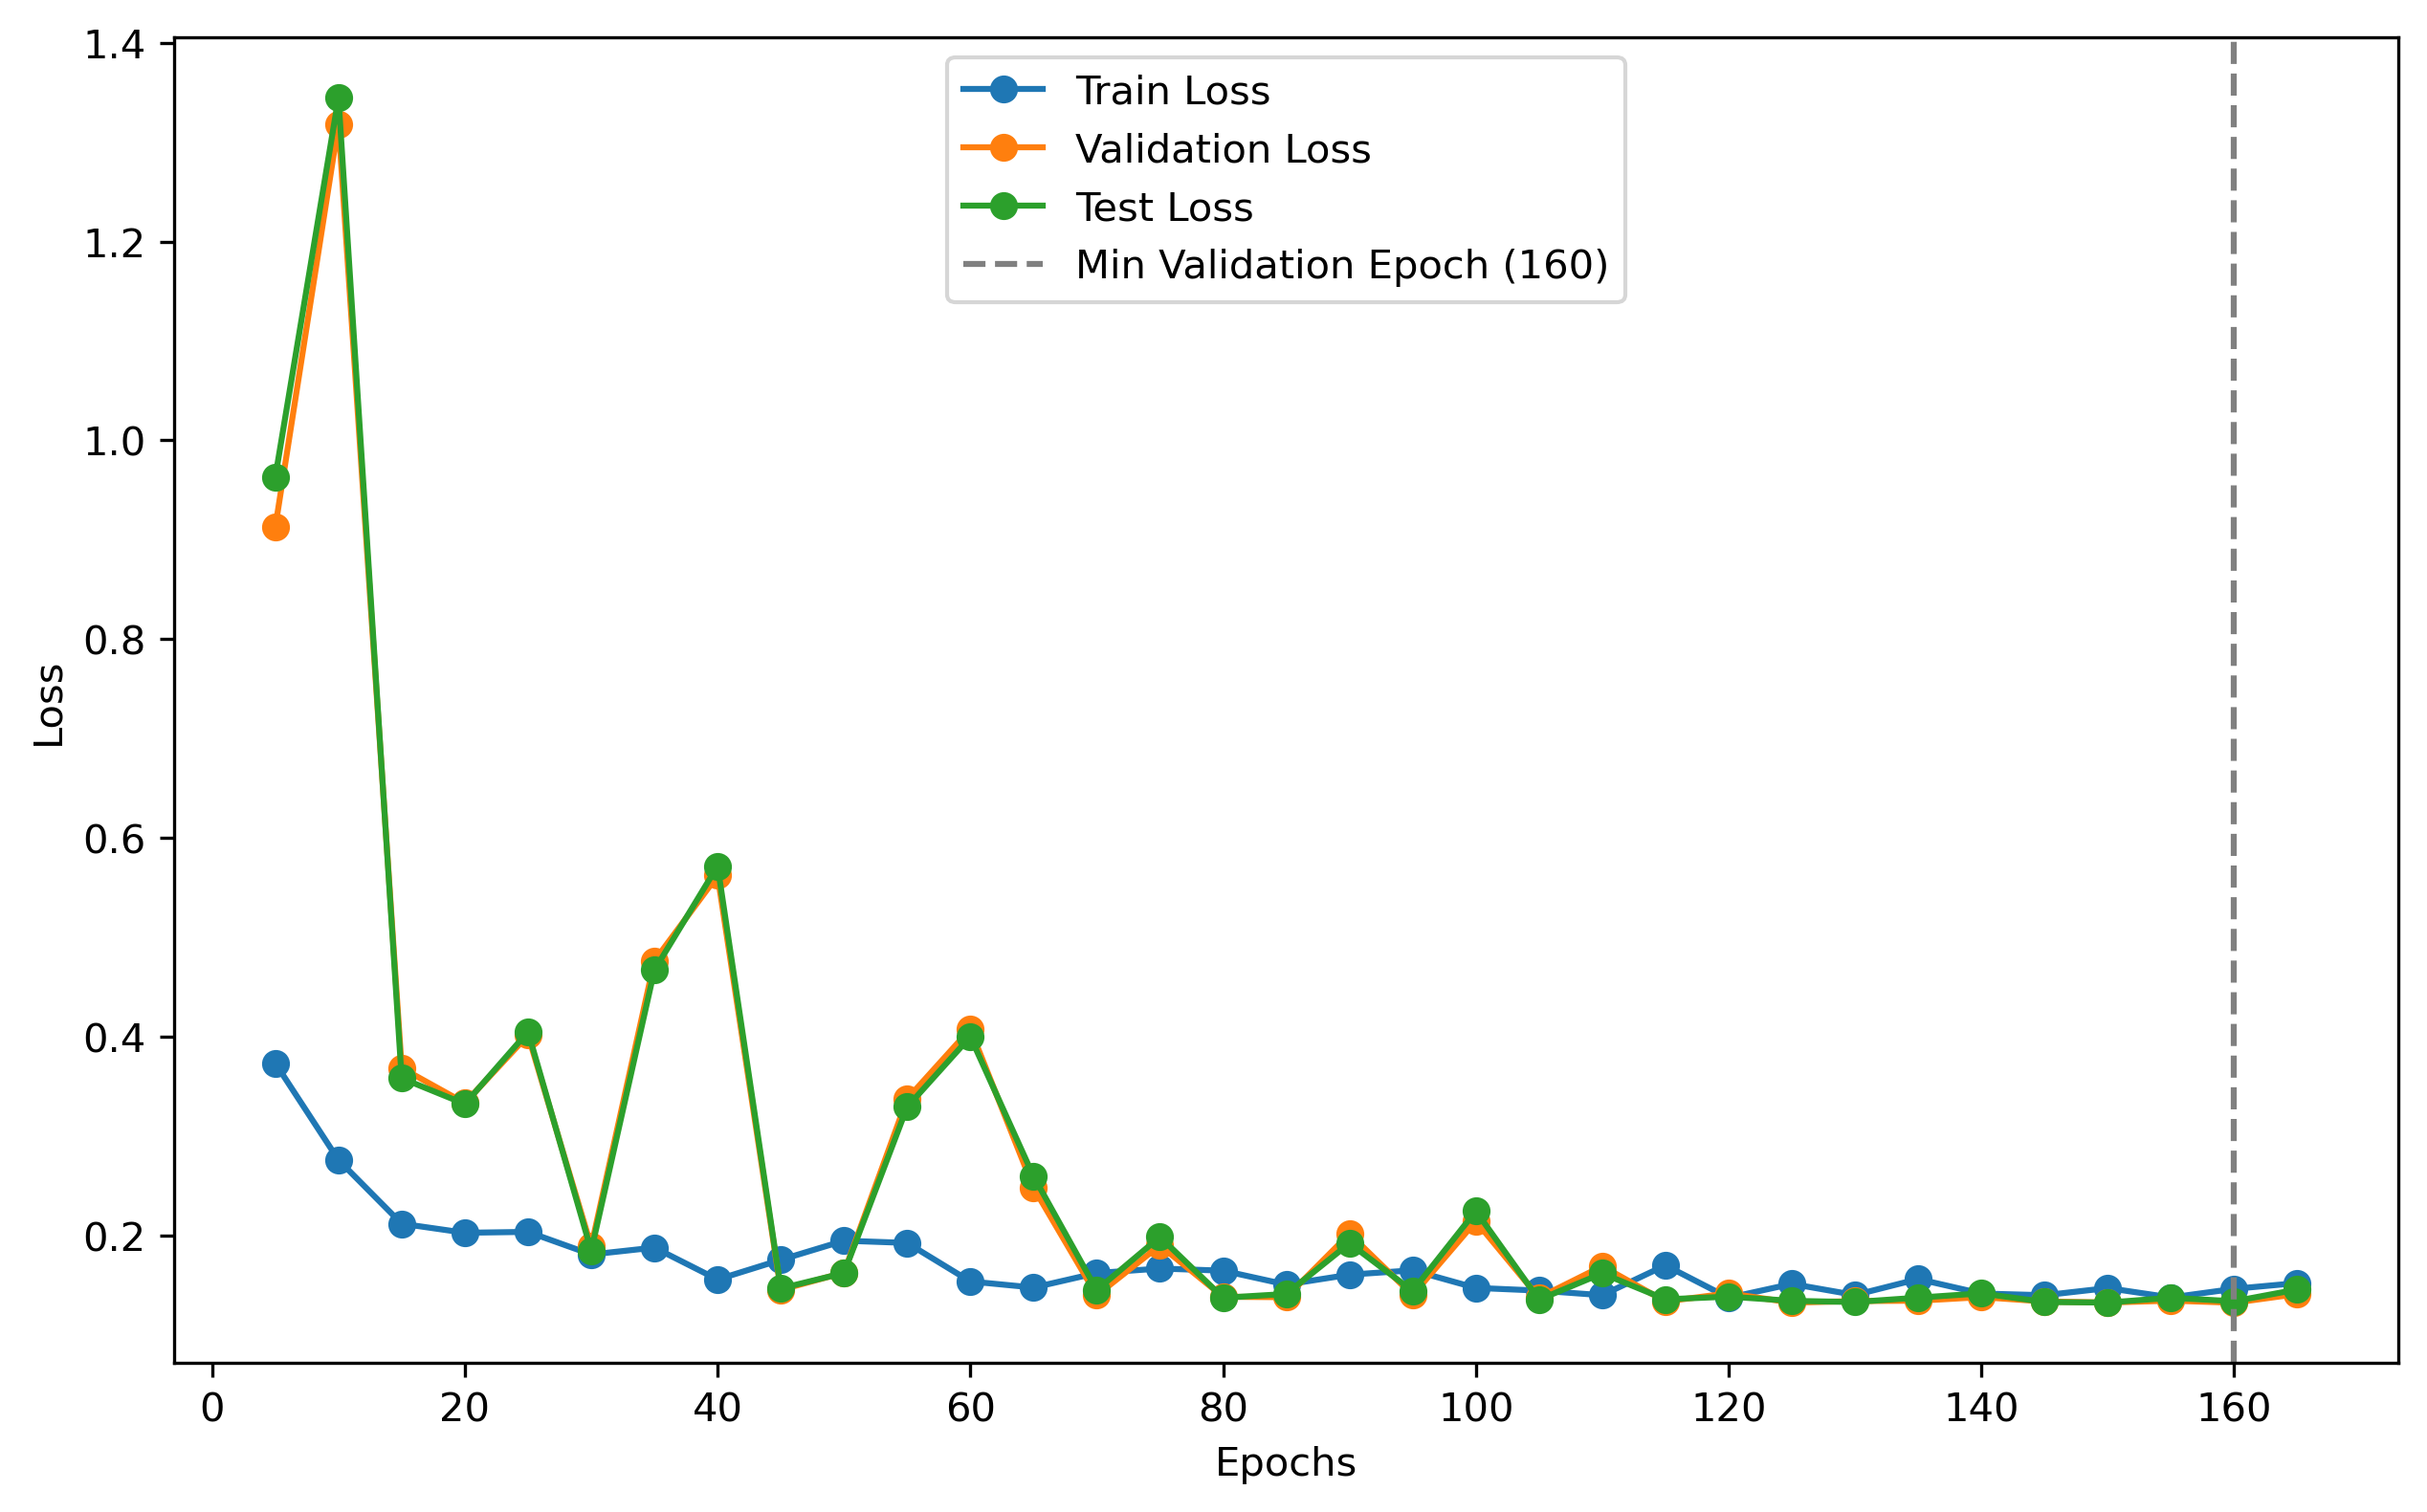 1.4
1.2
1.0
0.8
0.6
0.4
0.2
Loss
Train Loss
Validation Loss
Test Loss
Min Validation Epoch (160)
0 20 40 60 80 100 120 140 160
Epochs